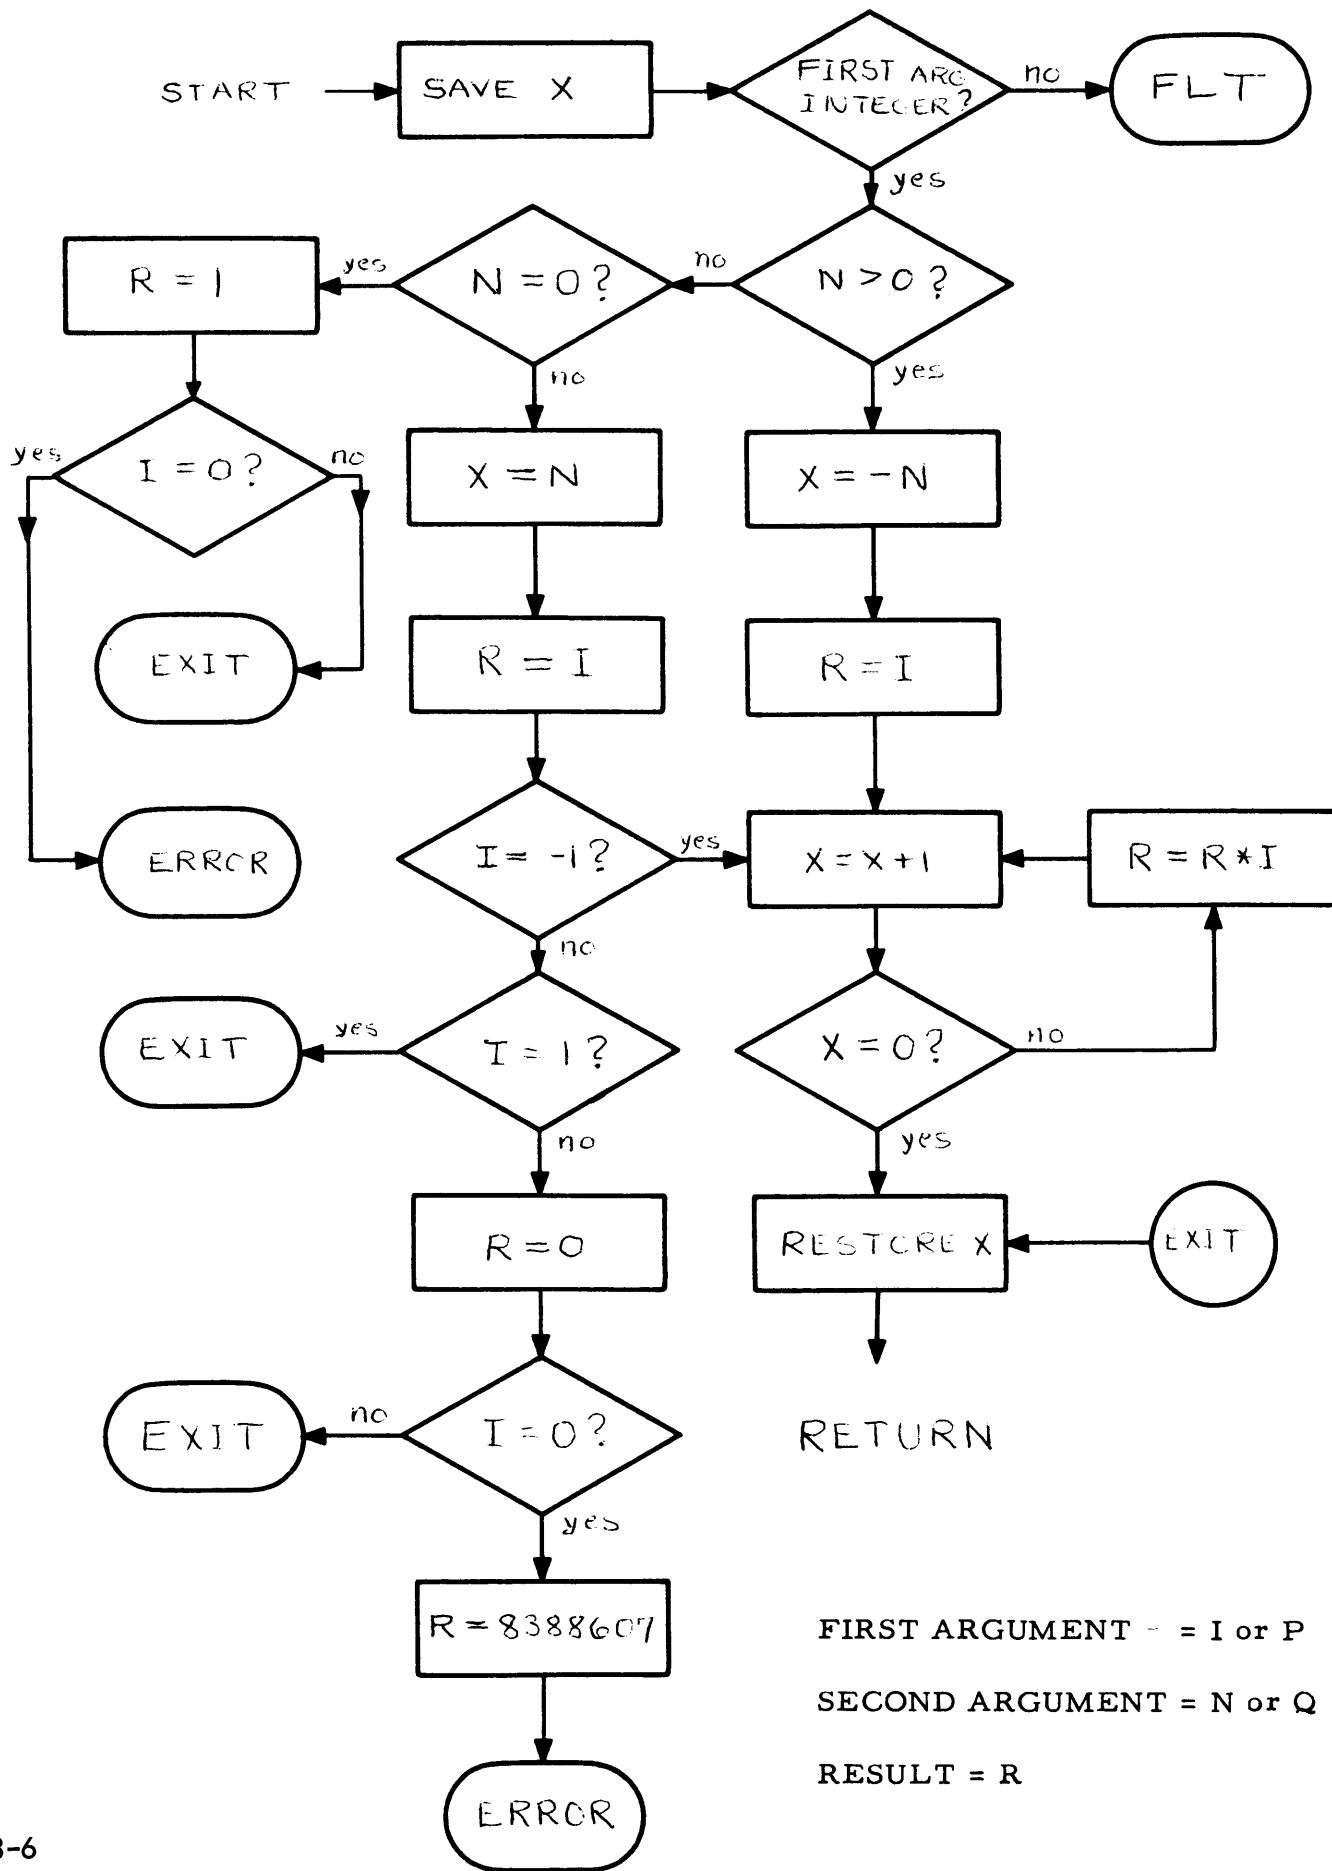 START
SAVE X
FIRST ARG
INTEGER?
no
FLT
yes
R = 1
yes
N = 0?
no
N > 0?
no
yes
yes
I = 0?
no
X = N
X = -N
EXIT
R = I
R = I
ERROR
I = -1?
yes
X = X + 1
R = R * I
no
EXIT
yes
I = 1?
X = 0?
no
no
yes
R = 0
RESTORE X
EXIT
EXIT
no
I = 0?
RETURN
yes
R = 8388607
FIRST ARGUMENT - = I or P
SECOND ARGUMENT = N or Q
RESULT = R
ERROR
-6